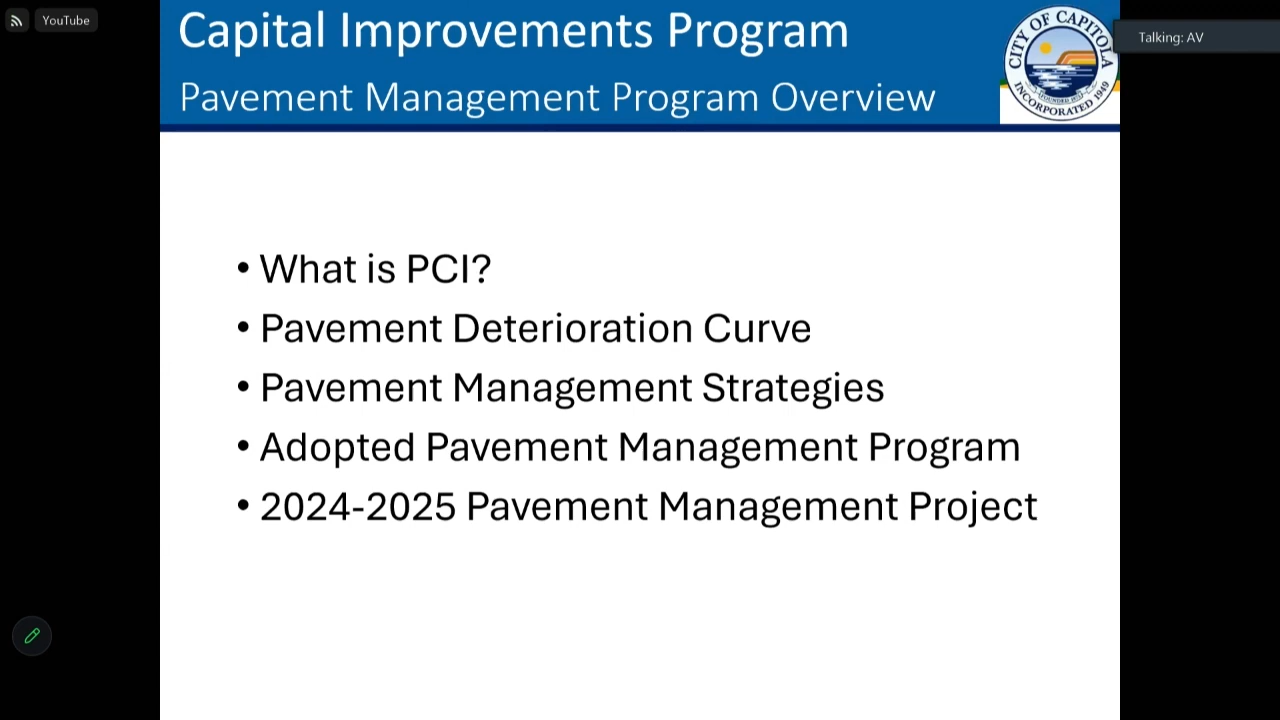 YouTube
Capital Improvements Program
Pavement Management Program Overview
CITY OF CAPITOLA
INCORPORATED 1949
Talking: AV
• What is PCI?
• Pavement Deterioration Curve
• Pavement Management Strategies
• Adopted Pavement Management Program
• 2024-2025 Pavement Management Project